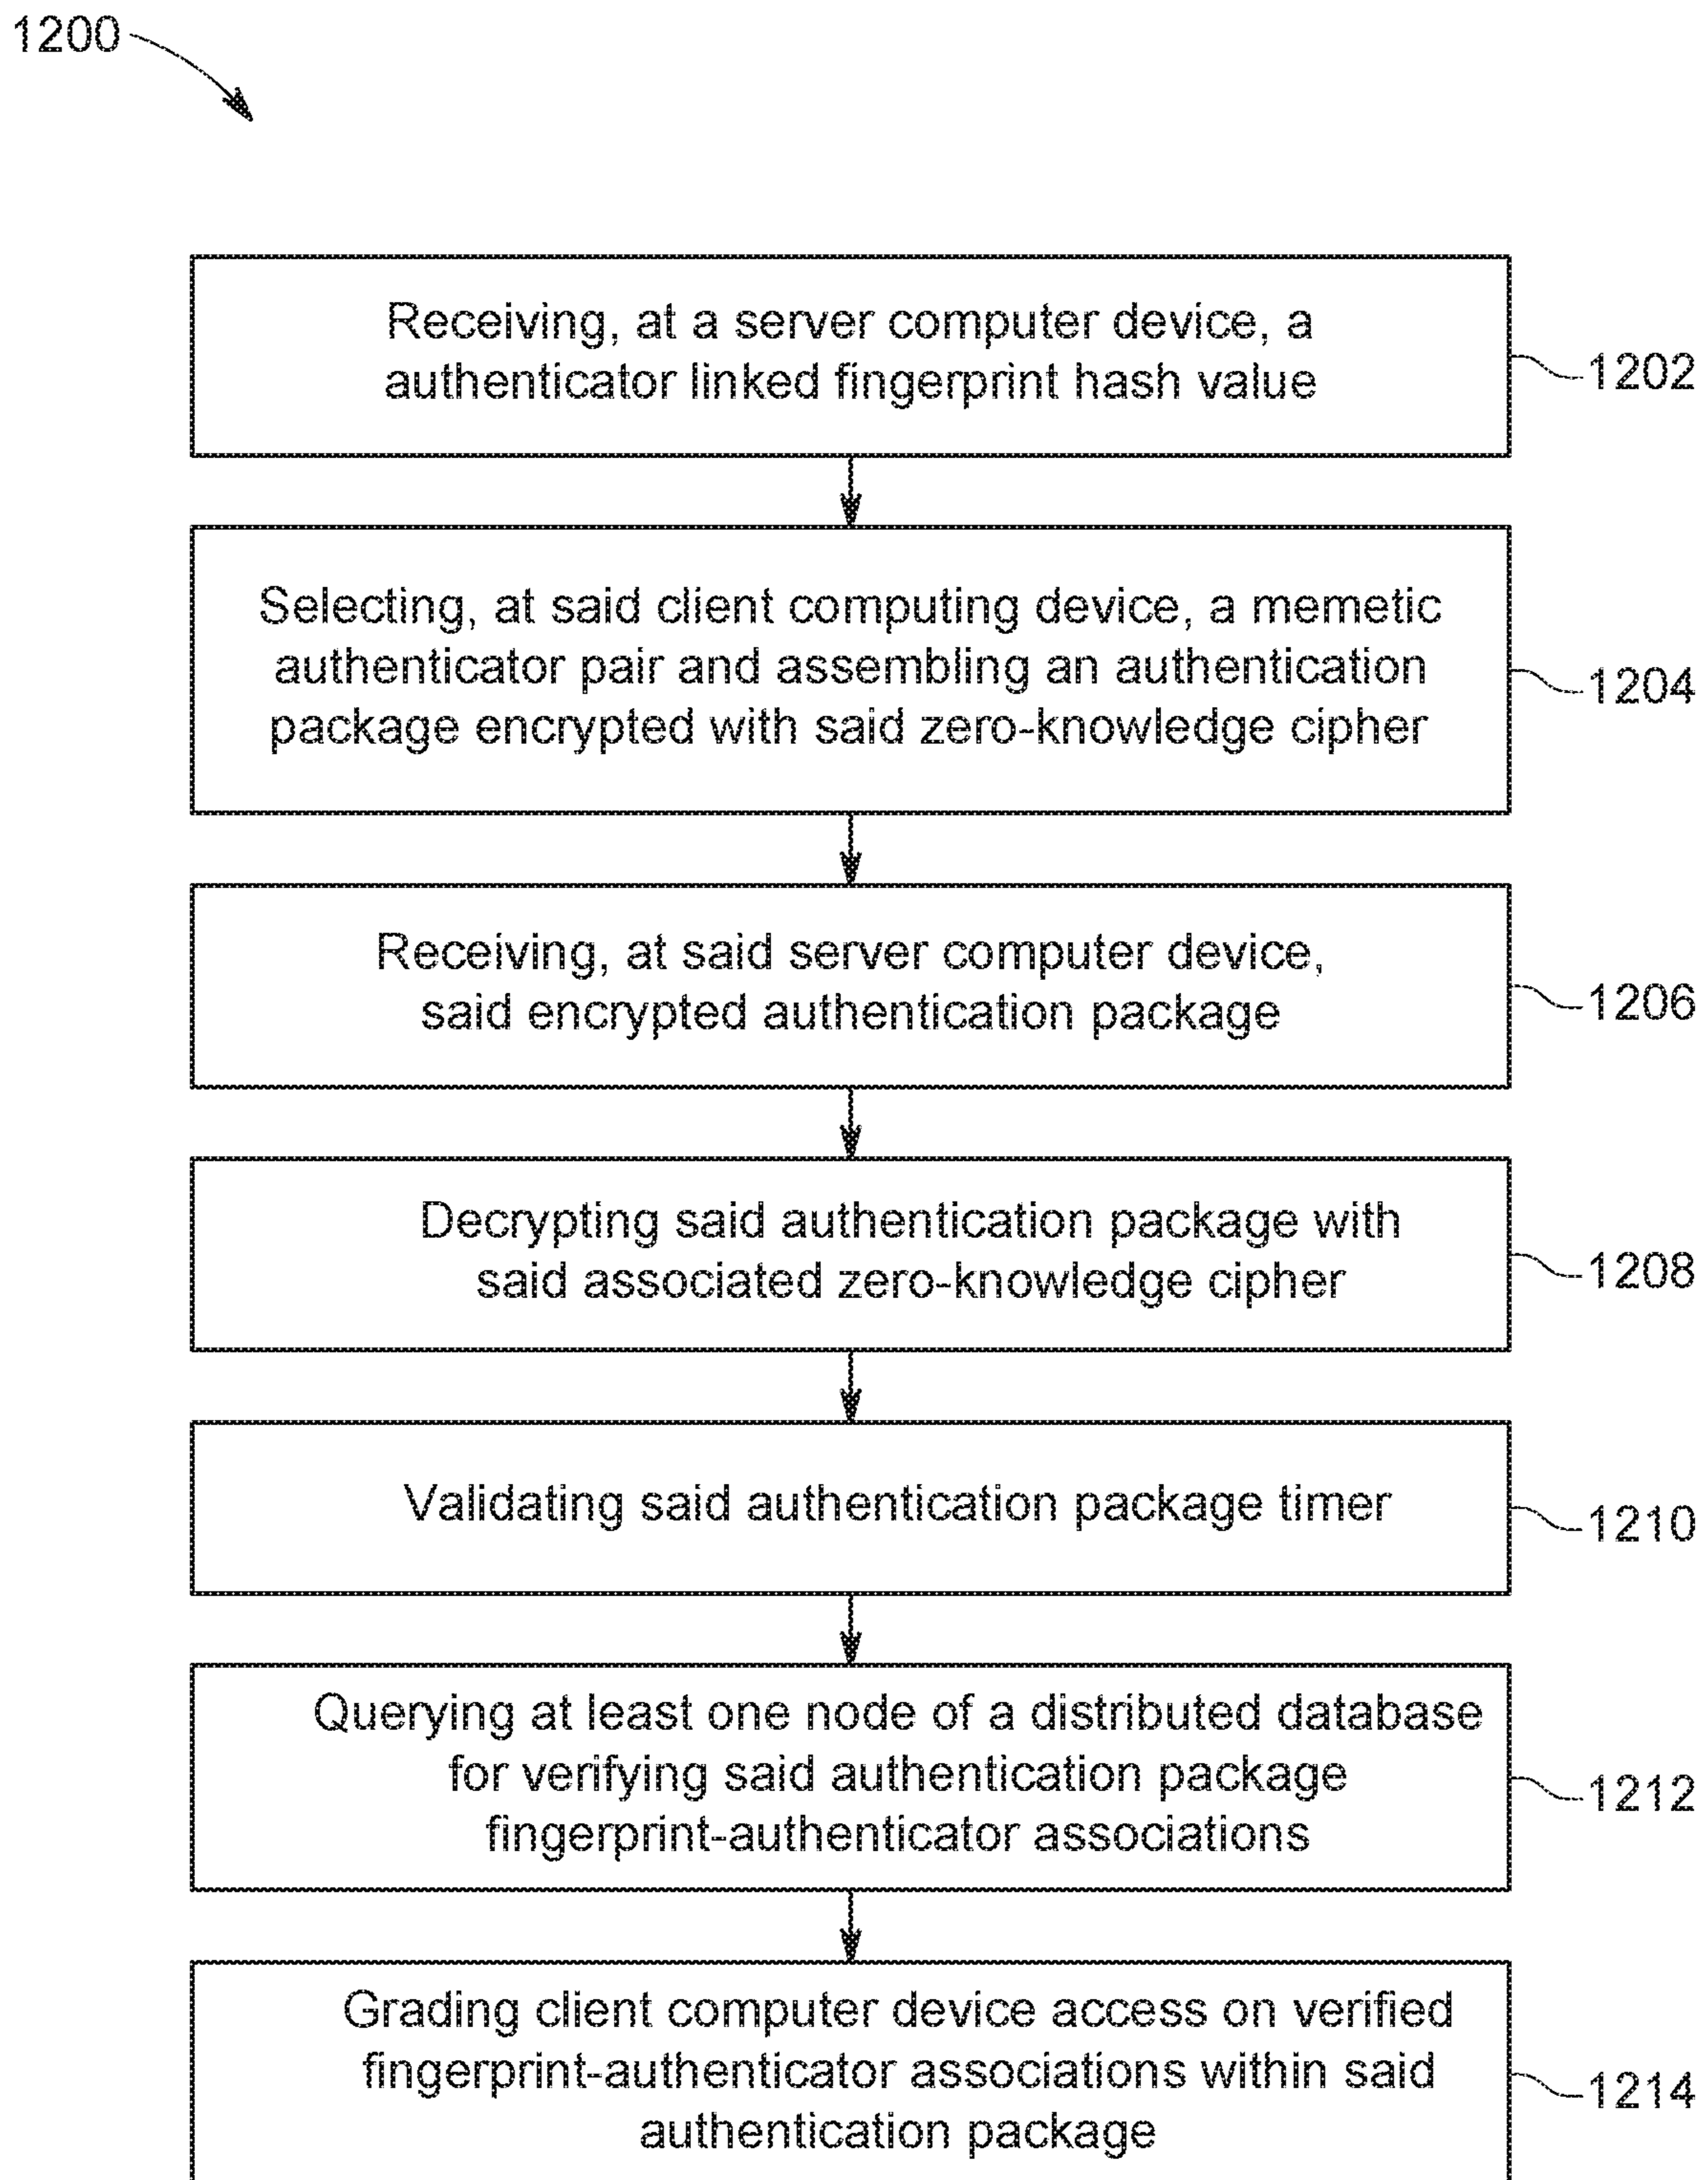 1200
Receiving, at a server computer device, a
authenticator linked fingerprint hash value
1202
Selecting, at said client computing device, a memetic
authenticator pair and assembling an authentication
package encrypted with said zero-knowledge cipher
1204
Receiving, at said server computer device,
said encrypted authentication package
1206
Decrypting said authentication package with
said associated zero-knowledge cipher
1208
Validating said authentication package timer
1210
Querying at least one node of a distributed database
for verifying said authentication package
fingerprint-authenticator associations
1212
Grading client computer device access on verified
fingerprint-authenticator associations within said
authentication package
1214